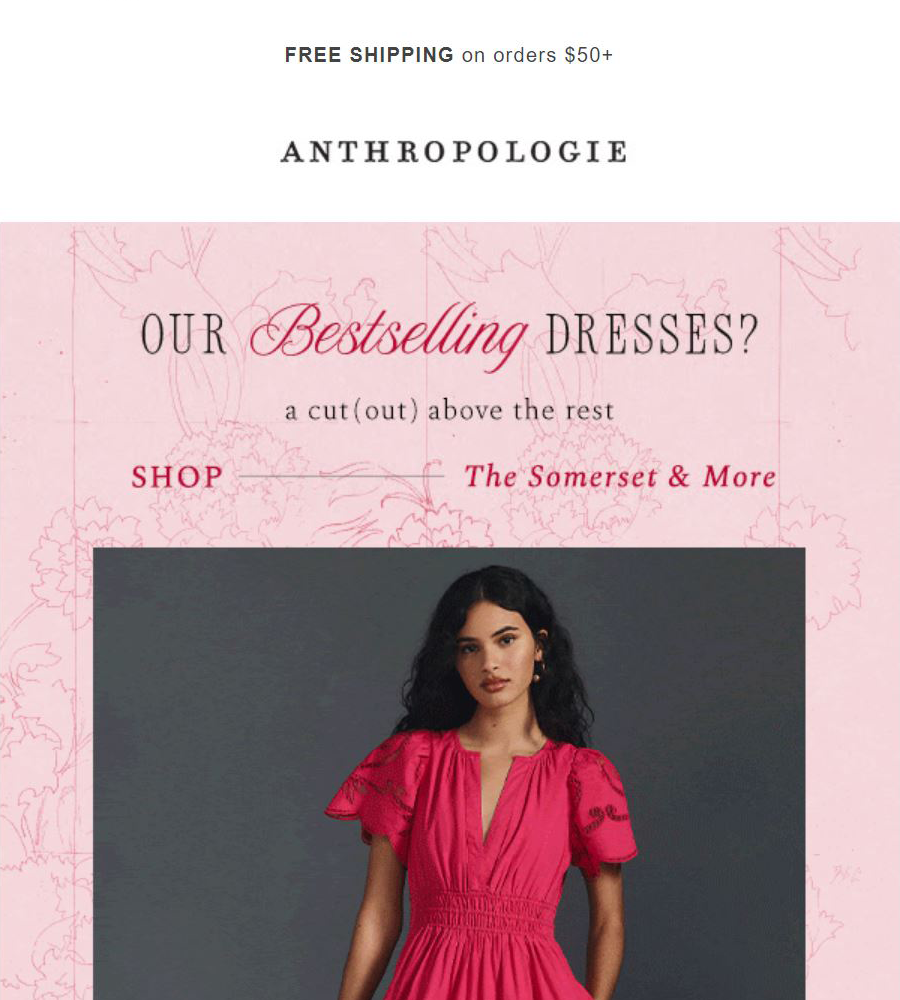 FREE SHIPPING on orders $50+
ANTHROPOLOGIE
OUR Bestselling DRESSES?
a cut(out) above the rest
SHOP The Somerset & More